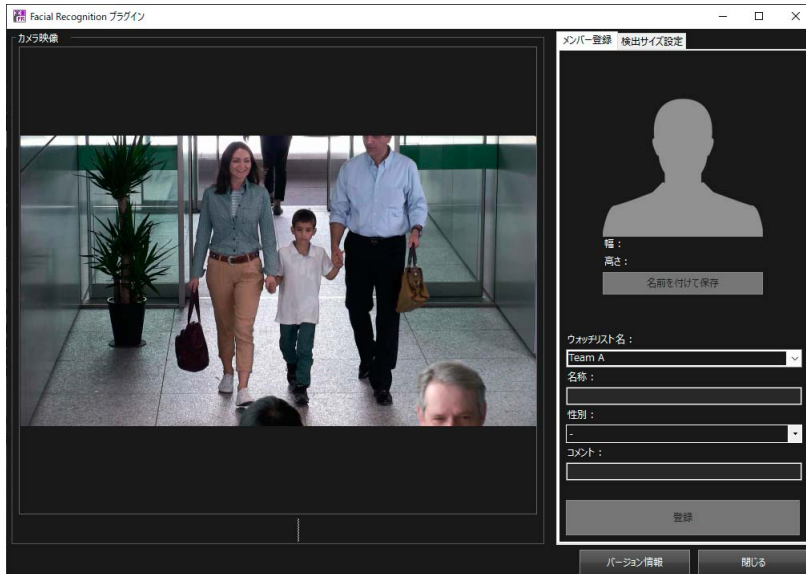 Facial Recognition プラグイン
カメラ映像
メンバー登録 検出サイズ設定
幅：
高さ：
名前を付けて保存
ウォッチリスト名：
Team A
名称：
性別：
-
コメント：
登録
バージョン情報 閉じる